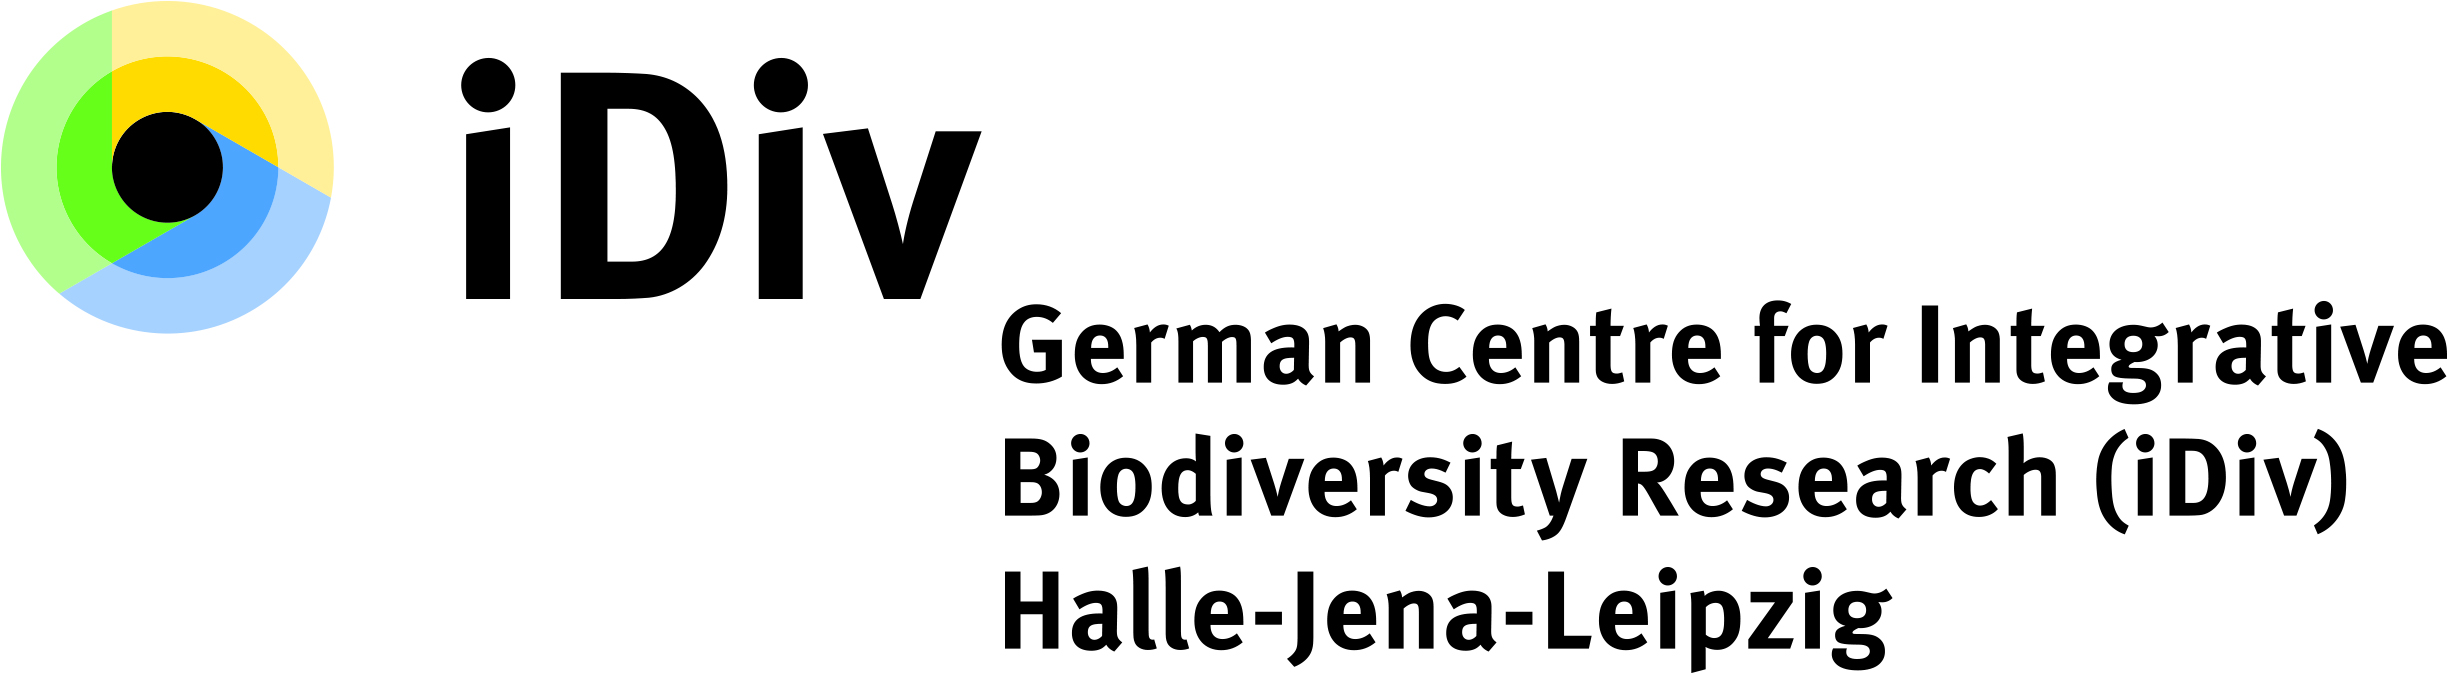 iDiv
German Centre for Integrative
Biodiversity Research (iDiv)
Halle-Jena-Leipzig